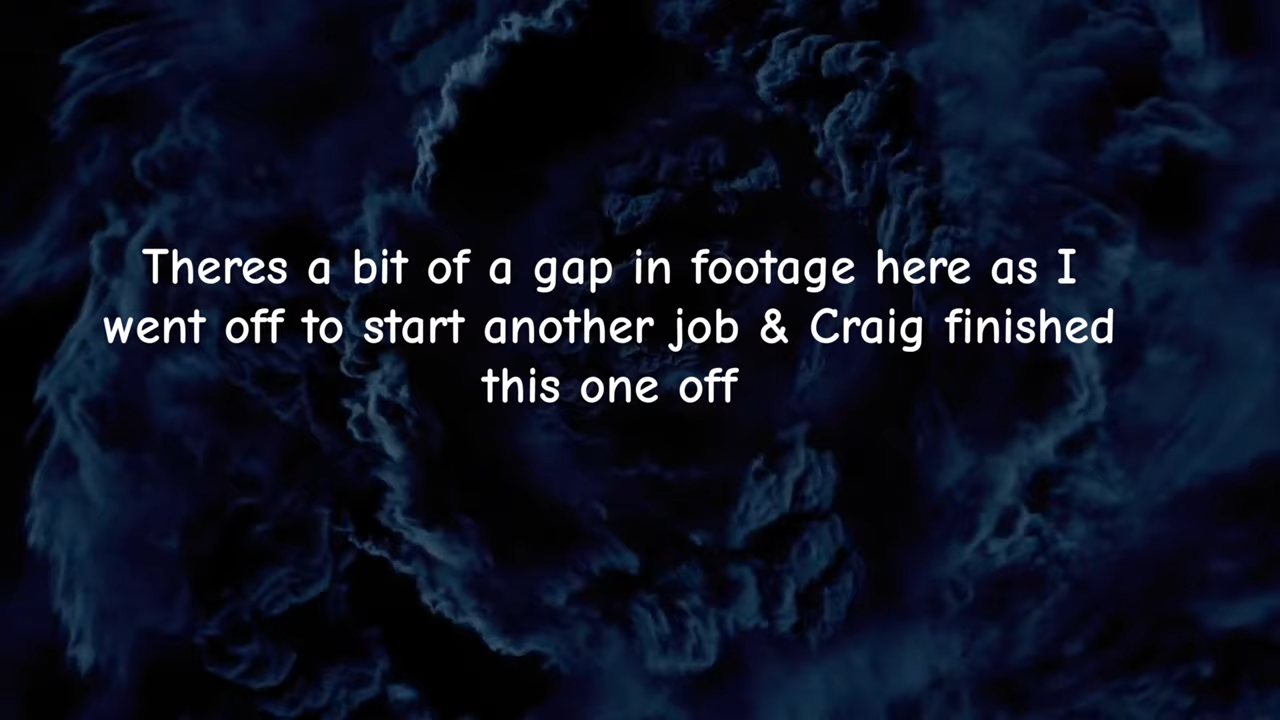 Theres a bit of a gap in footage here as I
went off to start another job & Craig finished
this one off